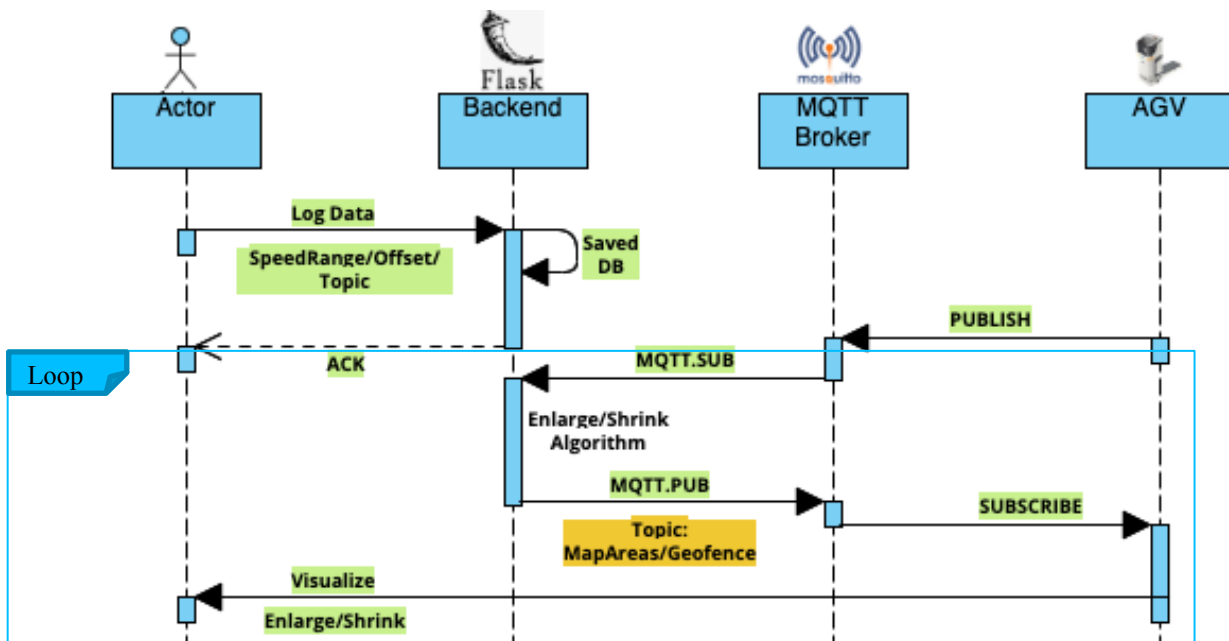 Flask
mosquitto
Actor
Backend
MQTT
Broker
AGV
Log Data
SpeedRange/Offset/
Topic
Saved
DB
PUBLISH
ACK
Loop
MQTT.SUB
Enlarge/Shrink
Algorithm
MQTT.PUB
Topic:
MapAreas/Geofence
SUBSCRIBE
Visualize
Enlarge/Shrink